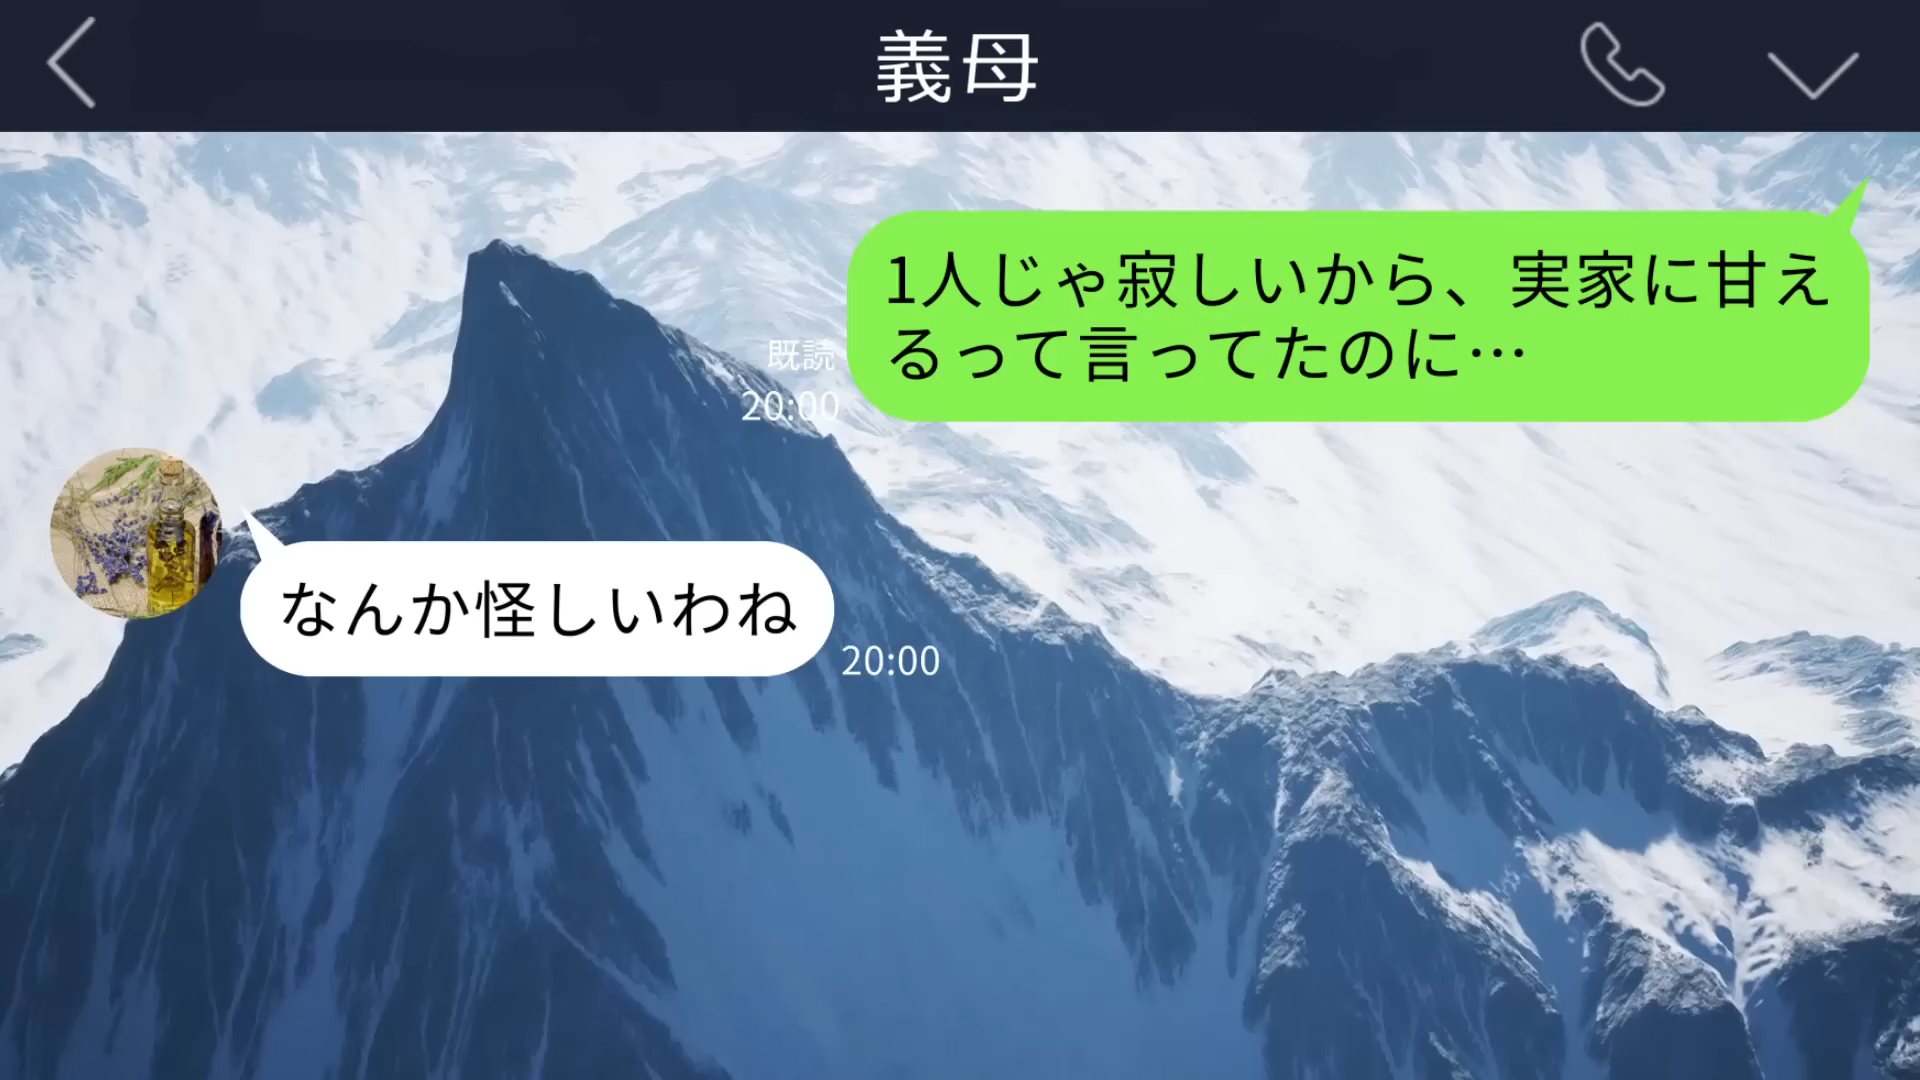 義母
1人じゃ寂しいから、実家に甘え
るって言ってたのに…
既読
20:00
なんか怪しいわね
20:00